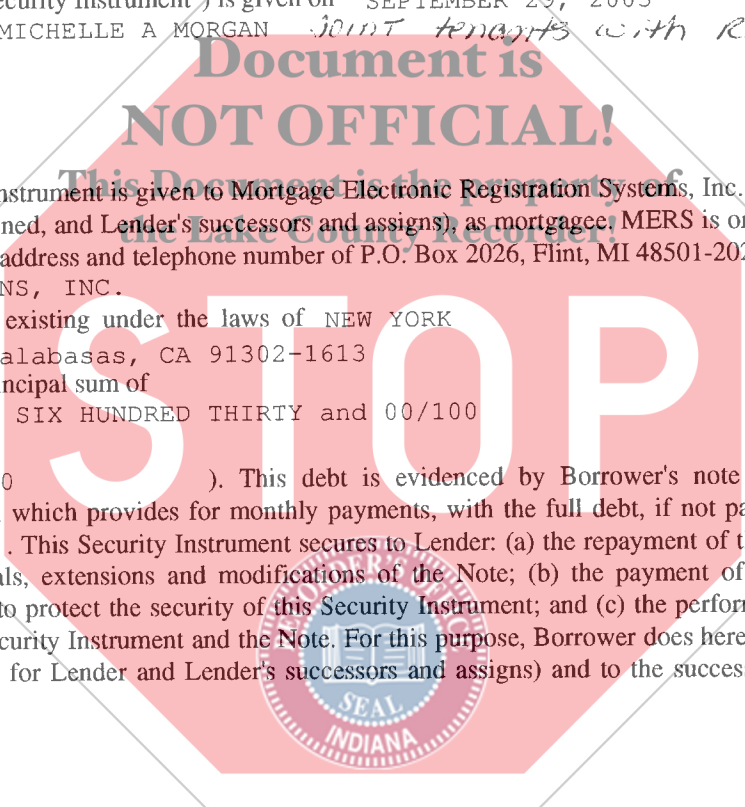 ecurity Instrument") is given on SEPTEMBER 29, 2003
MICHELLE A MORGAN joint tenants with R
Document is
NOT OFFICIAL!
This Document is the property of
the Lake County Recorder!
nstrument is given to Mortgage Electronic Registration Systems, Inc.
ned, and Lender's successors and assigns), as mortgagee. MERS is or
address and telephone number of P.O. Box 2026, Flint, MI 48501-202
NS, INC.
existing under the laws of NEW YORK
alabasas, CA 91302-1613
ncipal sum of
SIX HUNDRED THIRTY and 00/100
0 ). This debt is evidenced by Borrower's note
which provides for monthly payments, with the full debt, if not pa
. This Security Instrument secures to Lender: (a) the repayment of t
als, extensions and modifications of the Note; (b) the payment of
to protect the security of this Security Instrument; and (c) the perform
curity Instrument and the Note. For this purpose, Borrower does here
for Lender and Lender's successors and assigns) and to the success
STOP
RECORDER'S OFFICE
SEAL
INDIANA